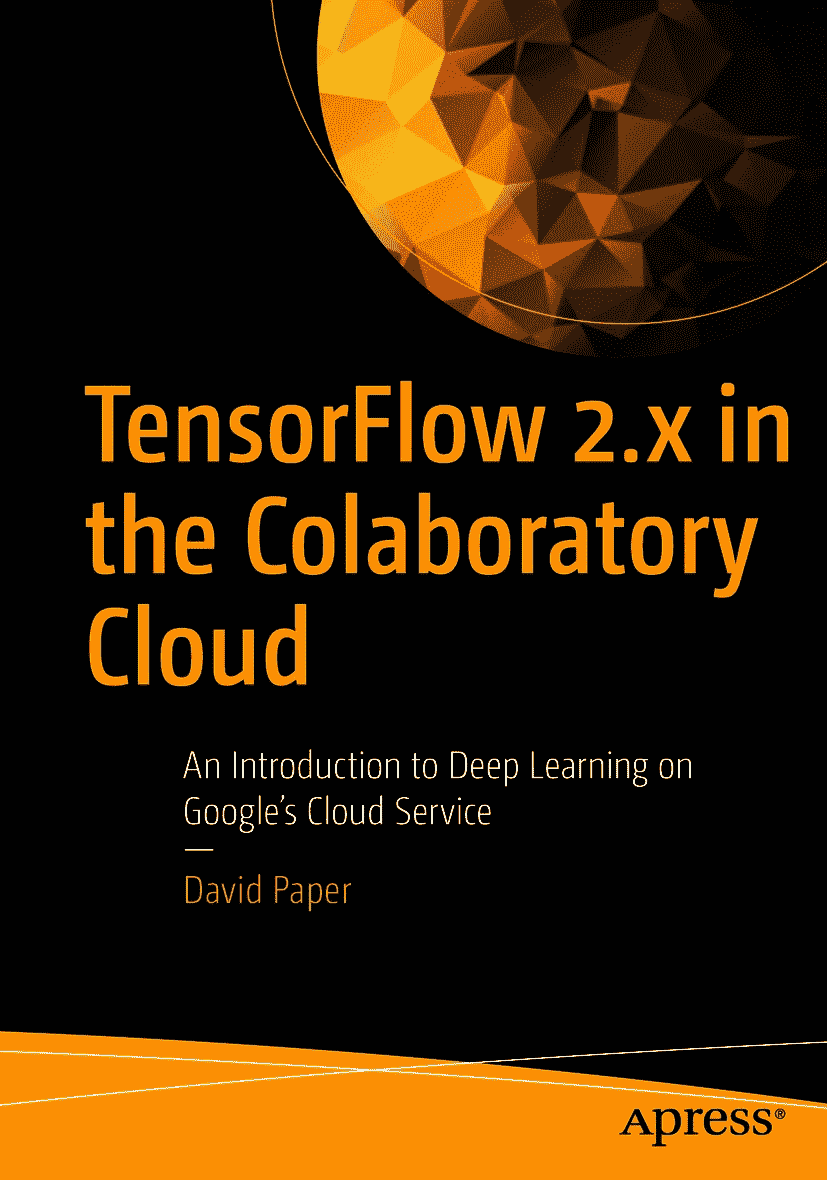 TensorFlow 2.x in
the Colaboratory
Cloud
An Introduction to Deep Learning on
Google's Cloud Service
—
David Paper
Apress®